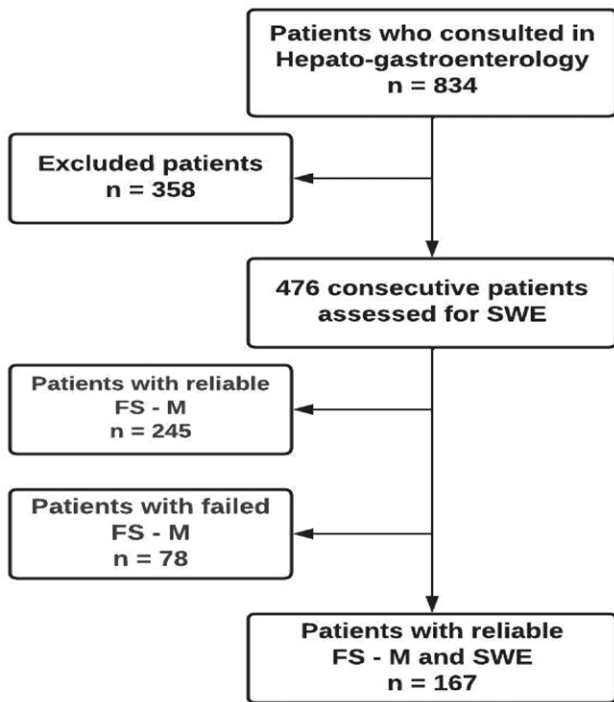 Patients who consulted in
Hepato-gastroenterology
n = 834
Excluded patients
n = 358
476 consecutive patients
assessed for SWE
Patients with reliable
FS - M
n = 245
Patients with failed
FS - M
n = 78
Patients with reliable
FS - M and SWE
n = 167